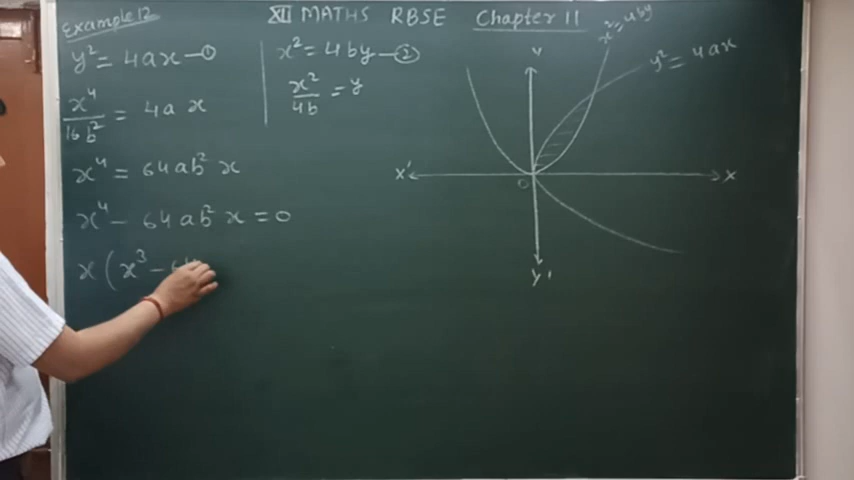 Example 12
XII MATHS RBSE Chapter 11
y² = 4ax —①
x⁴/16b² = 4a x
x⁴ = 64ab² x
x⁴ - 64ab² x = 0
x(x³ - 64
x² = 4by —②
x²/4b = y
x² = 4by
y² = 4ax
Y
X'
O
X
Y'